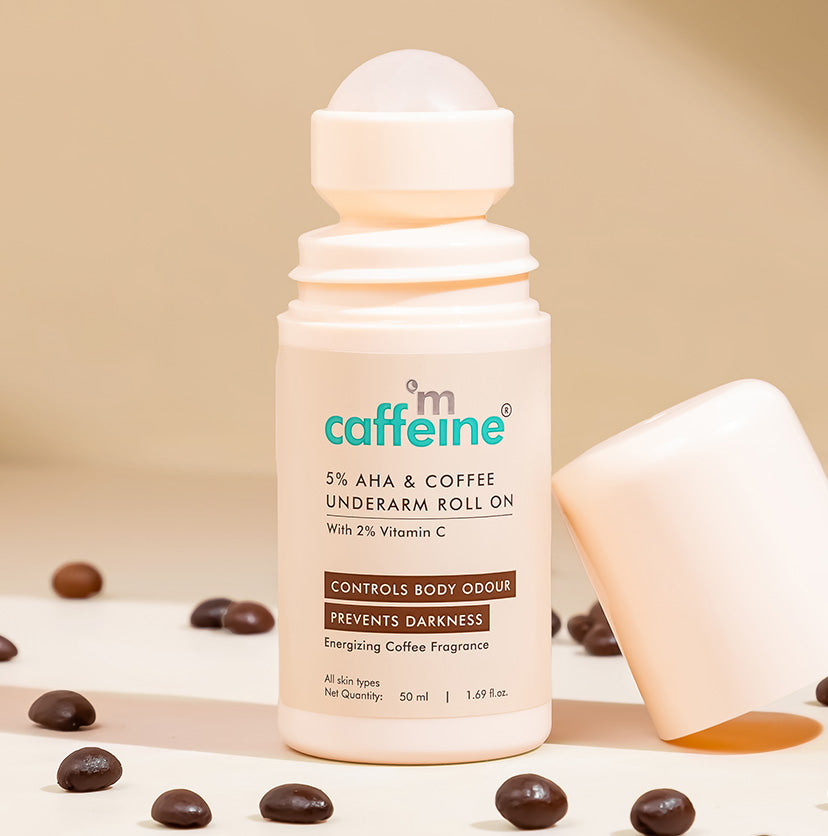 'm
caffeine®
5% AHA & COFFEE
UNDERARM ROLL ON
With 2% Vitamin C
CONTROLS BODY ODOUR
PREVENTS DARKNESS
Energizing Coffee Fragrance
All skin types
Net Quantity: 50 ml | 1.69 fl.oz.